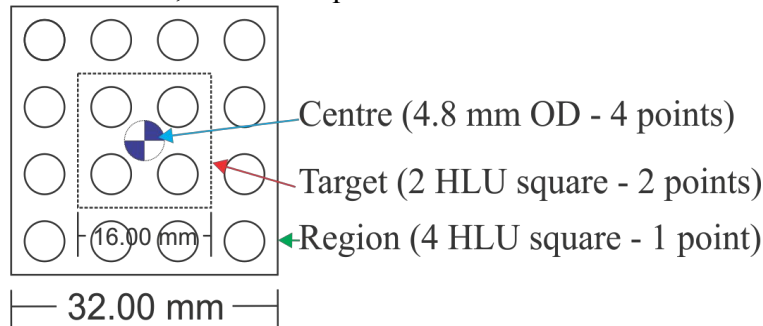 Centre (4.8 mm OD - 4 points)
Target (2 HLU square - 2 points)
16.00 mm
Region (4 HLU square - 1 point)
32.00 mm